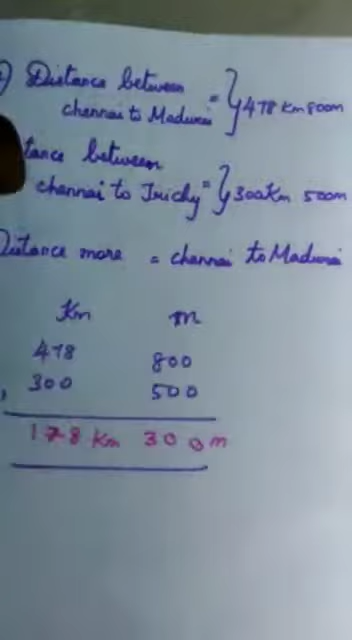 ) Distance between
chennai to Madurai = } 478 Km 800m
tance between
chennai to Trichy = } 300Km 500m
Distance more = chennai to Madurai
Km m
478 800
300 500
178 Km 300m